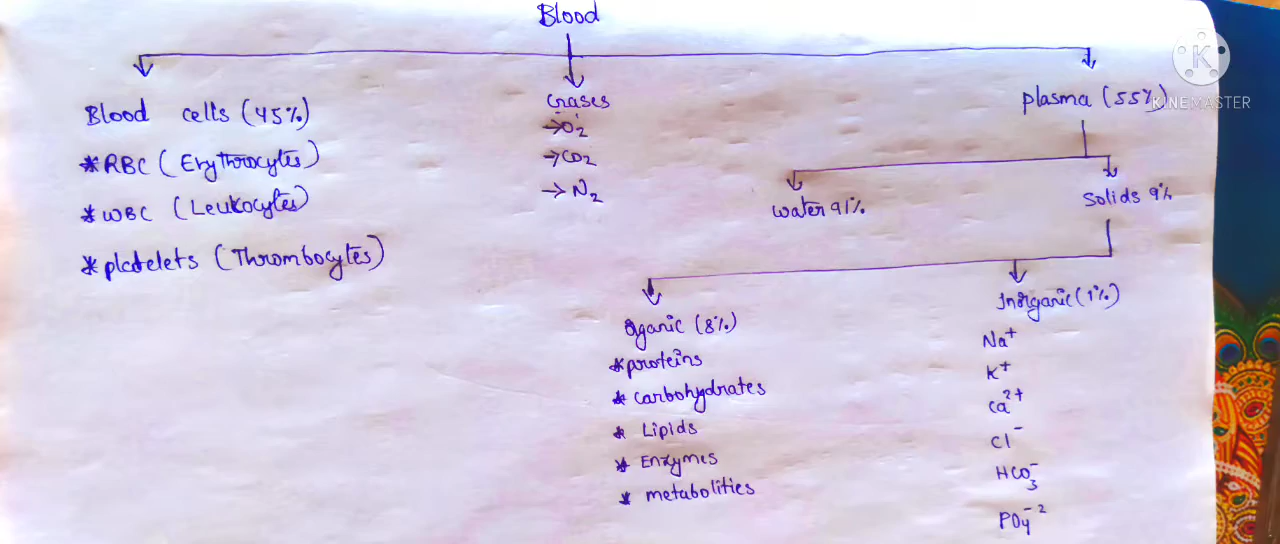 Blood
Blood cells (45%)
*RBC (Erythrocytes)
*WBC (Leukocytes)
*platelets (Thrombocytes)
Gases
→O2
→CO2
→N2
plasma (55%)
K
KINEMASTER
Water 91%
Solids 9%
Oganic (8%)
*proteins
* carbohydrates
* Lipids
* Enzymes
* metabolities
Inorganic (1%)
Na+
K+
Ca2+
Cl-
HCO3-
PO4-2